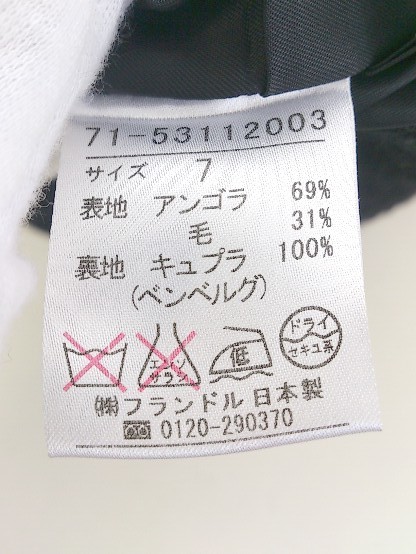 71-53112003
サイズ 7
表地 アンゴラ 69%
毛 31%
裏地 キュプラ 100%
(ベンベルグ)
エンソ サラシ 低 ドライ セキユ系
㈱フランドル 日本製
0120-290370